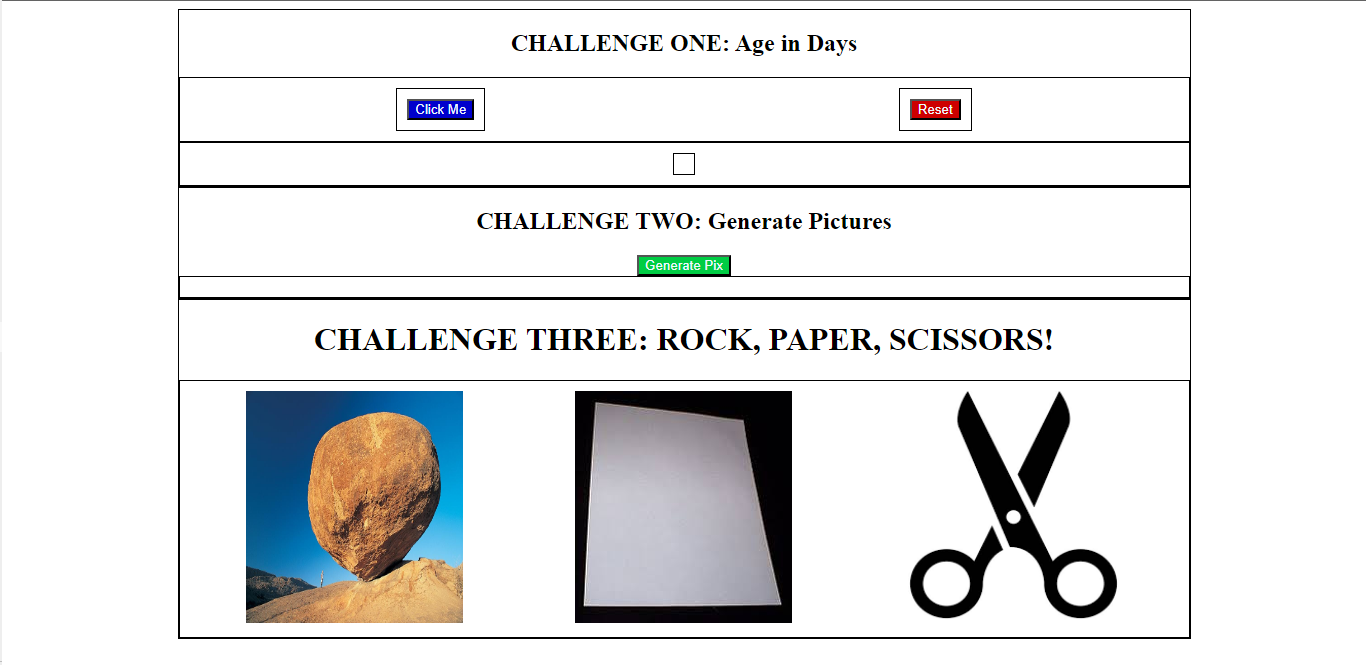 CHALLENGE ONE: Age in Days
Click Me
Reset
CHALLENGE TWO: Generate Pictures
Generate Pix
CHALLENGE THREE: ROCK, PAPER, SCISSORS!